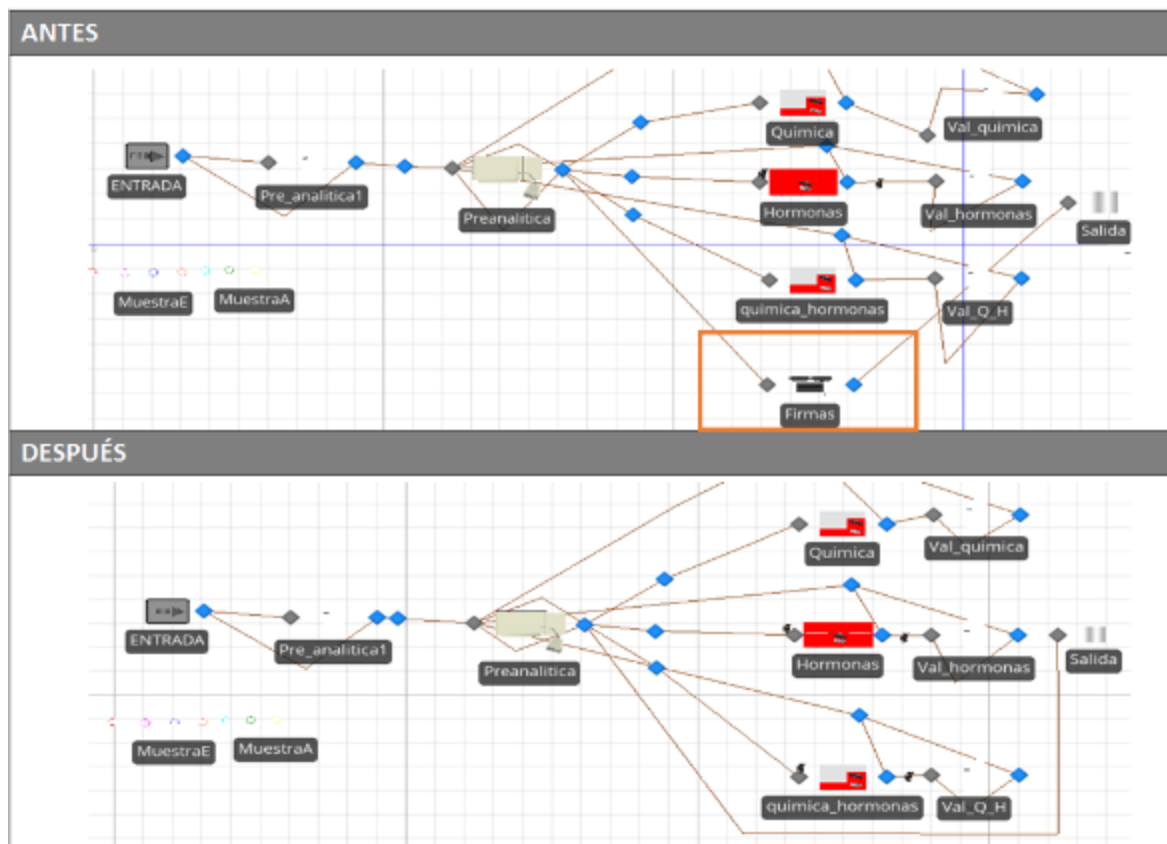 ANTES
Quimica
Val_quimica
ENTRADA
Pre_analitica1
Preanalitica
Hormonas
Val_hormonas
Salida
MuestraE
MuestraA
quimica_hormonas
Val_Q_H
Firmas
DESPUÉS
Quimica
Val_quimica
ENTRADA
Pre_analitica1
Preanalitica
Hormonas
Val_hormonas
Salida
MuestraE
MuestraA
quimica_hormonas
Val_Q_H